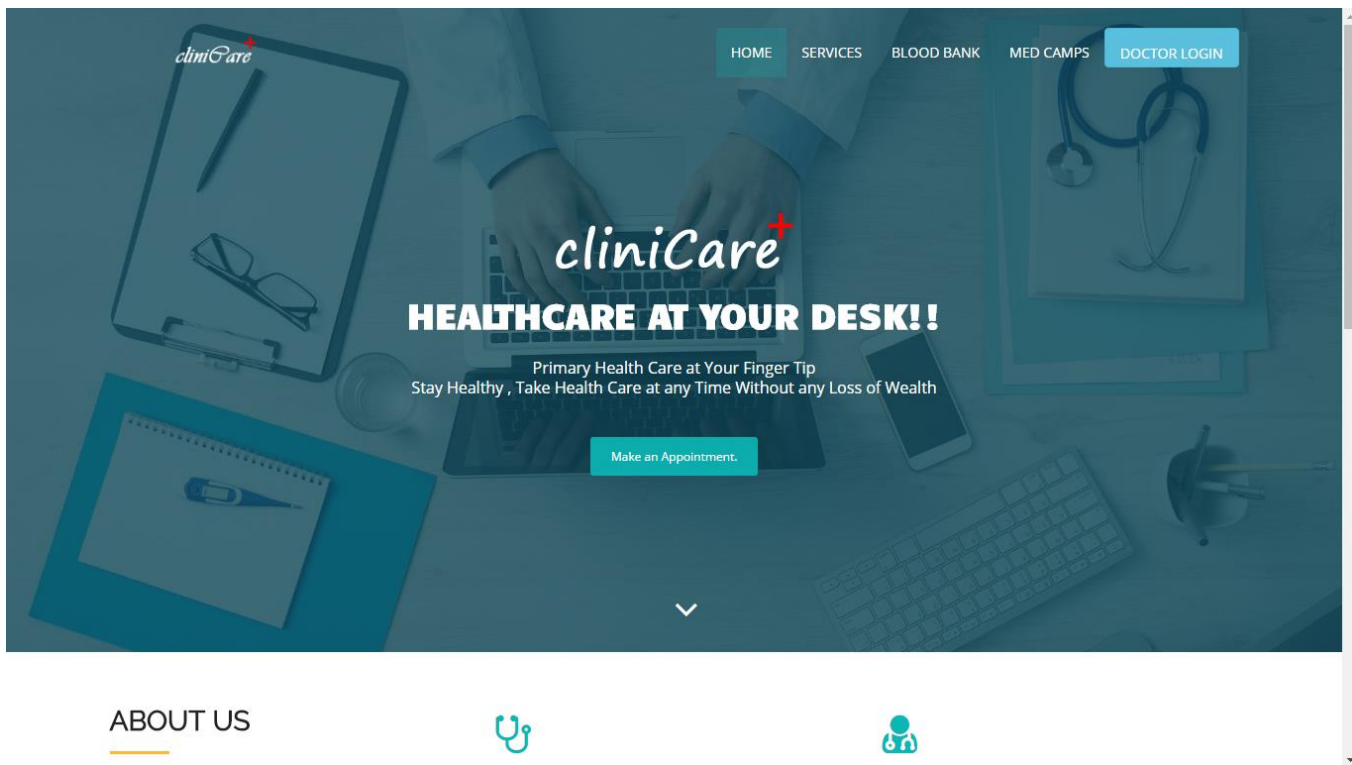 cliniCare
HOME SERVICES BLOOD BANK MED CAMPS DOCTOR LOGIN
cliniCare
HEALTHCARE AT YOUR DESK!!
Primary Health Care at Your Finger Tip
Stay Healthy , Take Health Care at any Time Without any Loss of Wealth
Make an Appointment.
ABOUT US